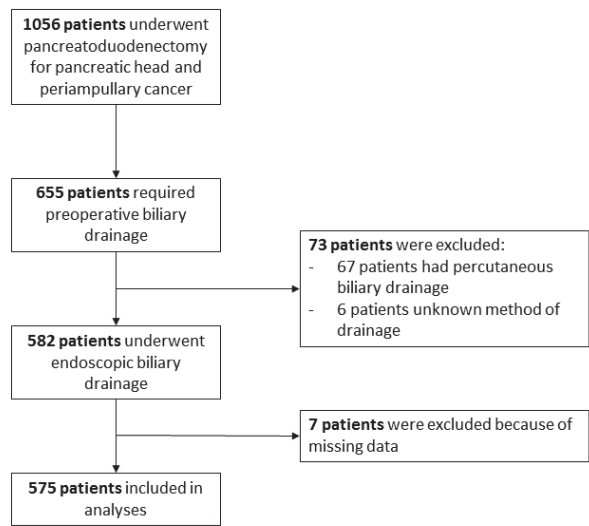 1056 patients underwent
pancreatoduodenectomy
for pancreatic head and
periampullary cancer
655 patients required
preoperative biliary
drainage
73 patients were excluded:
- 67 patients had percutaneous
biliary drainage
- 6 patients unknown method of
drainage
582 patients underwent
endoscopic biliary
drainage
7 patients were excluded because of
missing data
575 patients included in
analyses